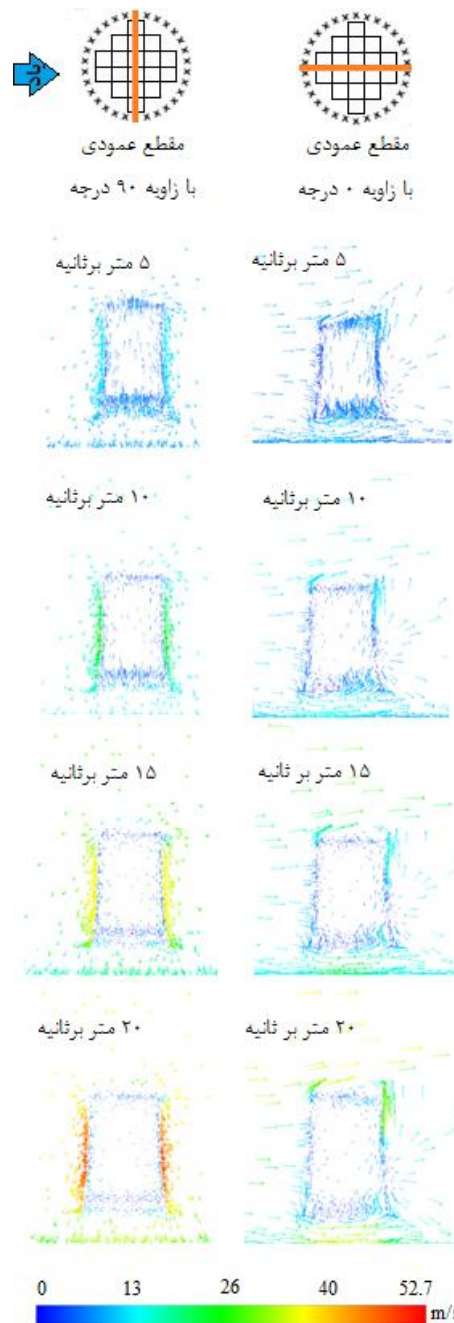 باد
مقطع عمودی
با زاویه ۰ درجه
مقطع عمودی
با زاویه ۹۰ درجه
۵ متر برثانیه
۵ متر برثانیه
۱۰ متر برثانیه
۱۰ متر برثانیه
۱۵ متر بر ثانیه
۱۵ متر برثانیه
۲۰ متر بر ثانیه
۲۰ متر برثانیه
0 13 26 40 52.7
m/s